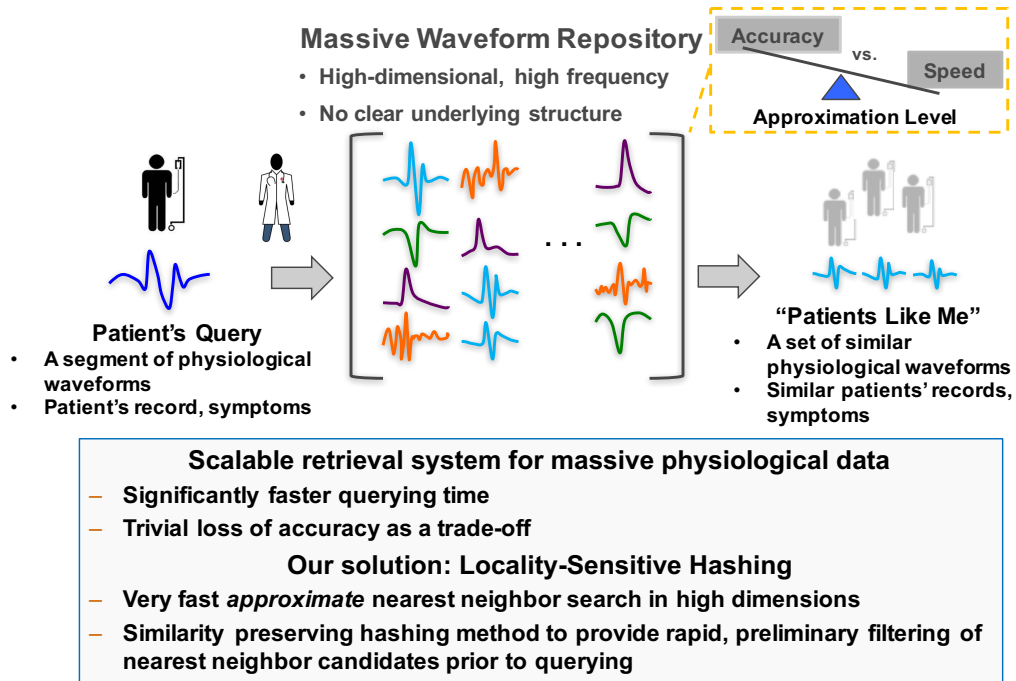 Massive Waveform Repository
• High-dimensional, high frequency
• No clear underlying structure
Accuracy
vs.
Speed
Approximation Level
. . .
Patient’s Query
• A segment of physiological
waveforms
• Patient’s record, symptoms
“Patients Like Me”
• A set of similar
physiological waveforms
• Similar patients’ records,
symptoms
Scalable retrieval system for massive physiological data
– Significantly faster querying time
– Trivial loss of accuracy as a trade-off
Our solution: Locality-Sensitive Hashing
– Very fast approximate nearest neighbor search in high dimensions
– Similarity preserving hashing method to provide rapid, preliminary filtering of
nearest neighbor candidates prior to querying